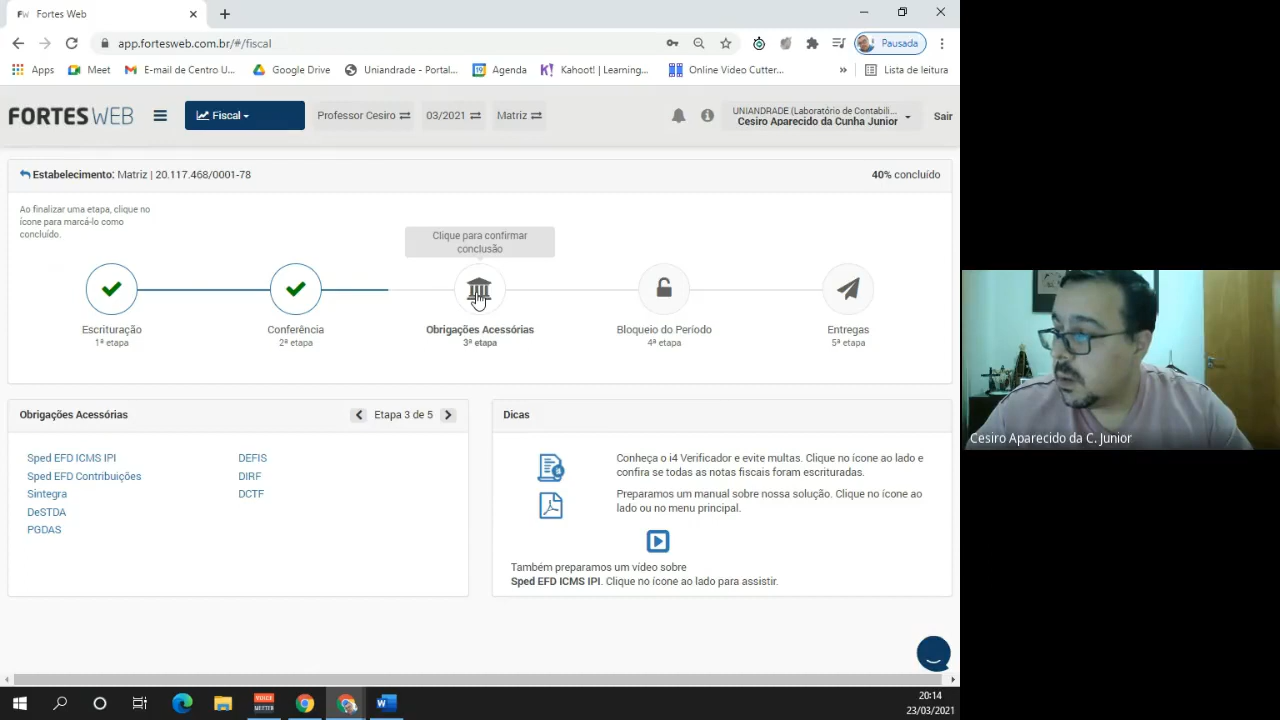 Fortes Web
app.fortesweb.com.br/#/fiscal
Pausada
Apps
Meet
E-mail de Centro U...
Google Drive
Uniandrade - Portal...
Agenda
Kahoot! | Learning...
Online Video Cutter...
»
Lista de leitura
FORTES WEB
Fiscal
Professor Cesiro
03/2021
Matriz
UNIANDRADE (Laboratório de Contabili...
Cesiro Aparecido da Cunha Junior
Sair
Estabelecimento: Matriz | 20.117.468/0001-78
40% concluído
Ao finalizar uma etapa, clique no
ícone para marcá-lo como
concluído.
Clique para confirmar
conclusão
Escrituração
1ª etapa
Conferência
2ª etapa
Obrigações Acessórias
3ª etapa
Bloqueio do Período
4ª etapa
Entregas
5ª etapa
Obrigações Acessórias
Etapa 3 de 5
Sped EFD ICMS IPI
Sped EFD Contribuições
Sintegra
DeSTDA
PGDAS
DEFIS
DIRF
DCTF
Dicas
Conheça o i4 Verificador e evite multas. Clique no ícone ao lado e
confira se todas as notas fiscais foram escrituradas.
Preparamos um manual sobre nossa solução. Clique no ícone ao
lado ou no menu principal.
Também preparamos um vídeo sobre
Sped EFD ICMS IPI. Clique no ícone ao lado para assistir.
Cesiro Aparecido da C. Junior
VOICE
MEETER
20:14
23/03/2021